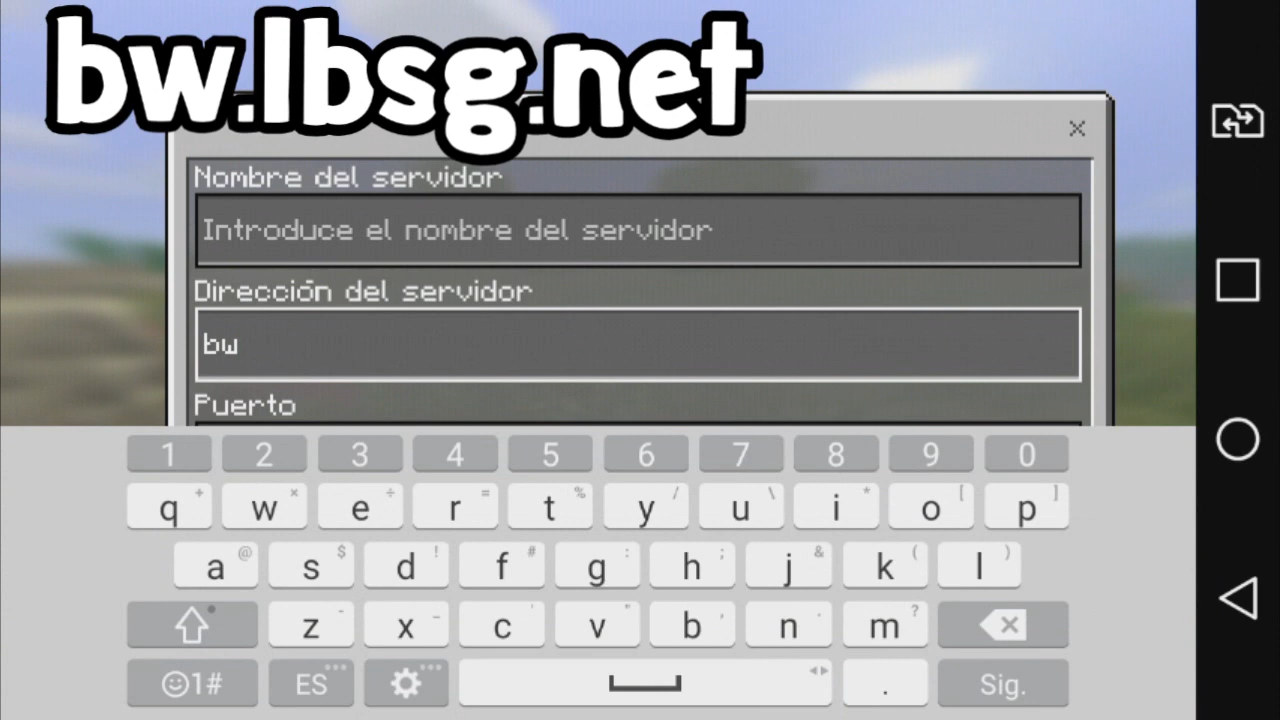 bw.lbsg.net
Nombre del servidor
Introduce el nombre del servidor
Dirección del servidor
bw
Puerto
1 2 3 4 5 6 7 8 9 0
q + w × e ÷ r = t % y / u \ i * o [ p ]
a @ s $ d ! f # g : h ; j & k ( l )
z - x _ c ' v " b , n . m ?
1# ES .
Sig.